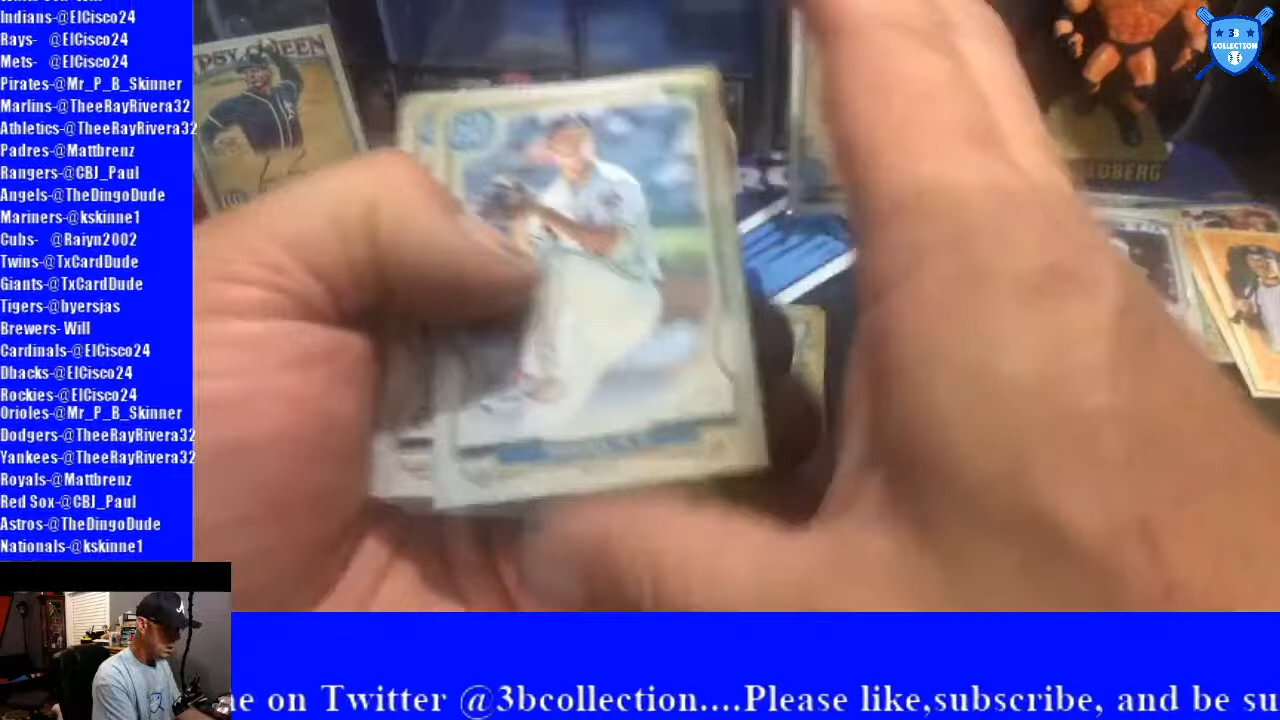 Indians-@ElCisco24
Rays- @ElCisco24
Mets- @ElCisco24
Pirates-@Mr_P_B_Skinner
Marlins-@TheeRayRivera32
Athletics-@TheeRayRivera32
Padres-@Mattbrenz
Rangers-@CBJ_Paul
Angels-@TheDingoDude
Mariners-@kskinne1
Cubs- @Raiyn2002
Twins-@TxCardDude
Giants-@TxCardDude
Tigers-@byersjas
Brewers- Will
Cardinals-@ElCisco24
Dbacks-@ElCisco24
Rockies-@ElCisco24
Orioles-@Mr_P_B_Skinner
Dodgers-@TheeRayRivera32
Yankees-@TheeRayRivera32
Royals-@Mattbrenz
Red Sox-@CBJ_Paul
Astros-@TheDingoDude
Nationals-@kskinne1
PSY QUEEN
3B
COLLECTION
LDBERG
A
e on Twitter @3bcollection....Please like,subscribe, and be su